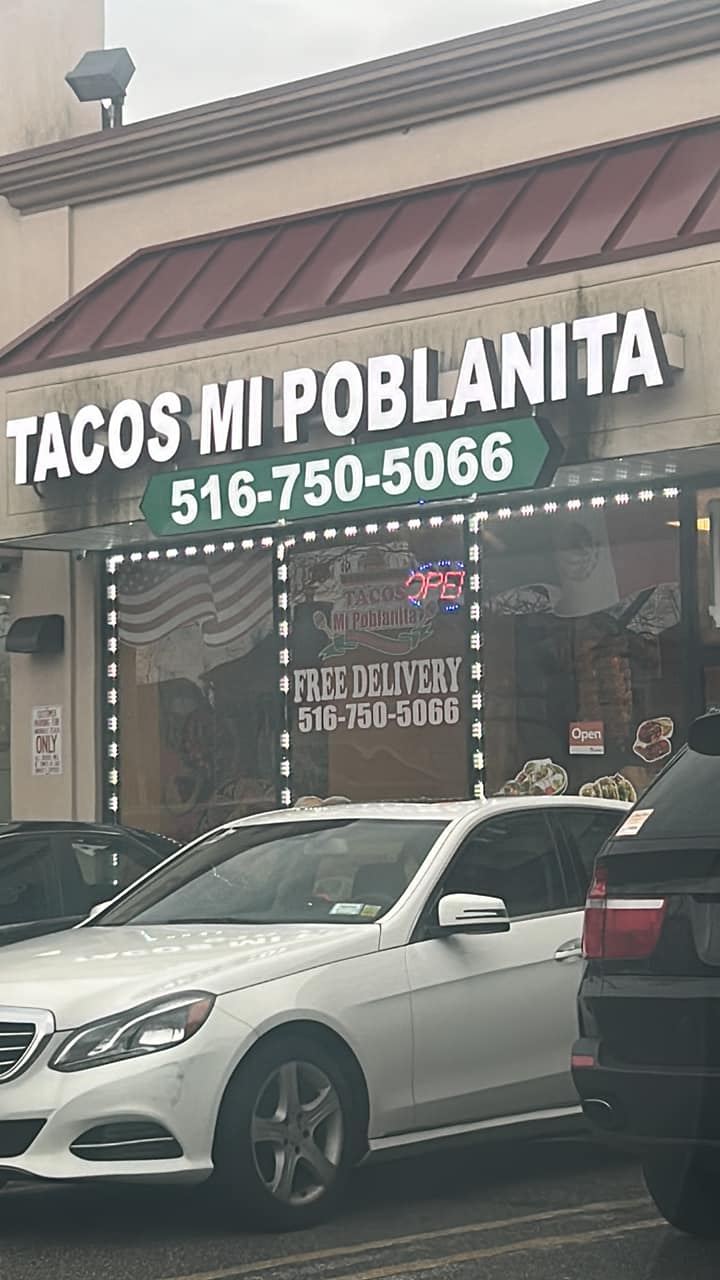 TACOS MI POBLANITA
516-750-5066
OPEN
TACOS
Mi Poblanita
FREE DELIVERY
516-750-5066
Open
ONLY